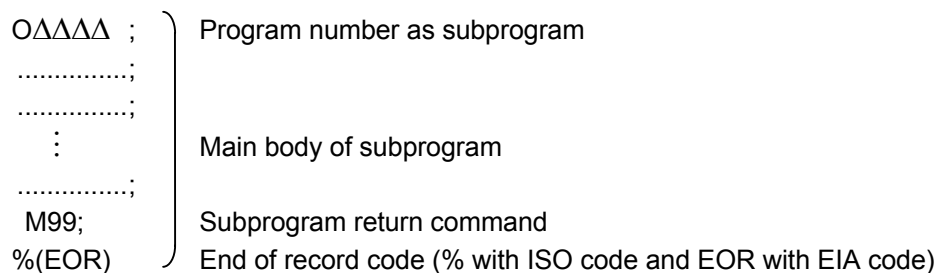 O∆∆∆∆ ; Program number as subprogram
...............;
...............;
⋮ Main body of subprogram
...............;
M99; Subprogram return command
%(EOR) End of record code (% with ISO code and EOR with EIA code)